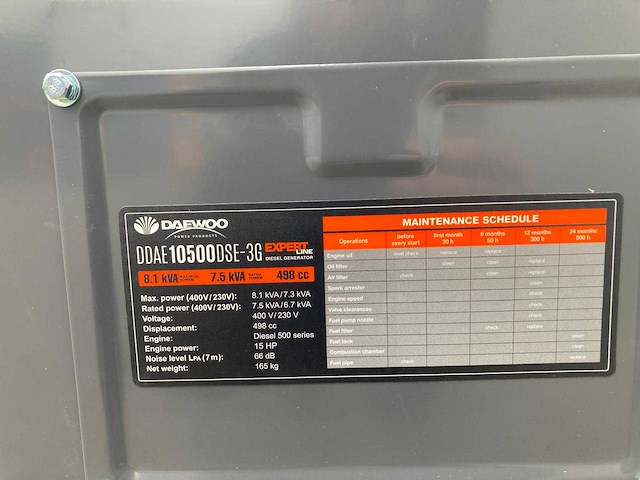 DAEWOO
POWER PRODUCTS
DDAE10500DSE-3G EXPERT LINE
DIESEL GENERATOR
8.1 kVA MAXIMUM POWER 7.5 kVA RATED POWER 498 cc
Max. power (400V/230V): 8.1 kVA/7.3 kVA
Rated power (400V/230V): 7.5 kVA/6.7 kVA
Voltage: 400 V/230 V
Displacement: 498 cc
Engine: Diesel 500 series
Engine power: 15 HP
Noise level LPA (7m): 66 dB
Net weight: 165 kg
MAINTENANCE SCHEDULE
Operations before every start first month 20 h 6 months 50 h 12 months 300 h 24 months 500 h
Engine oil level check replace replace
Oil filter clean clean replace
Air filter check clean replace
Spark arrester clean
Engine speed check
Valve clearances check
Fuel pump nozzle check
Fuel filter check replace
Fuel tank clean
Combustion chamber clean
Fuel pipe check replace